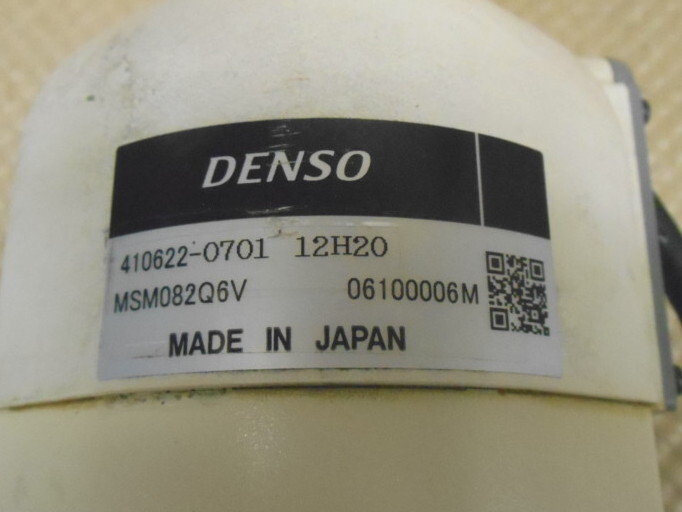 DENSO
410622-0701 12H20
MSM082Q6V 06100006M
MADE IN JAPAN